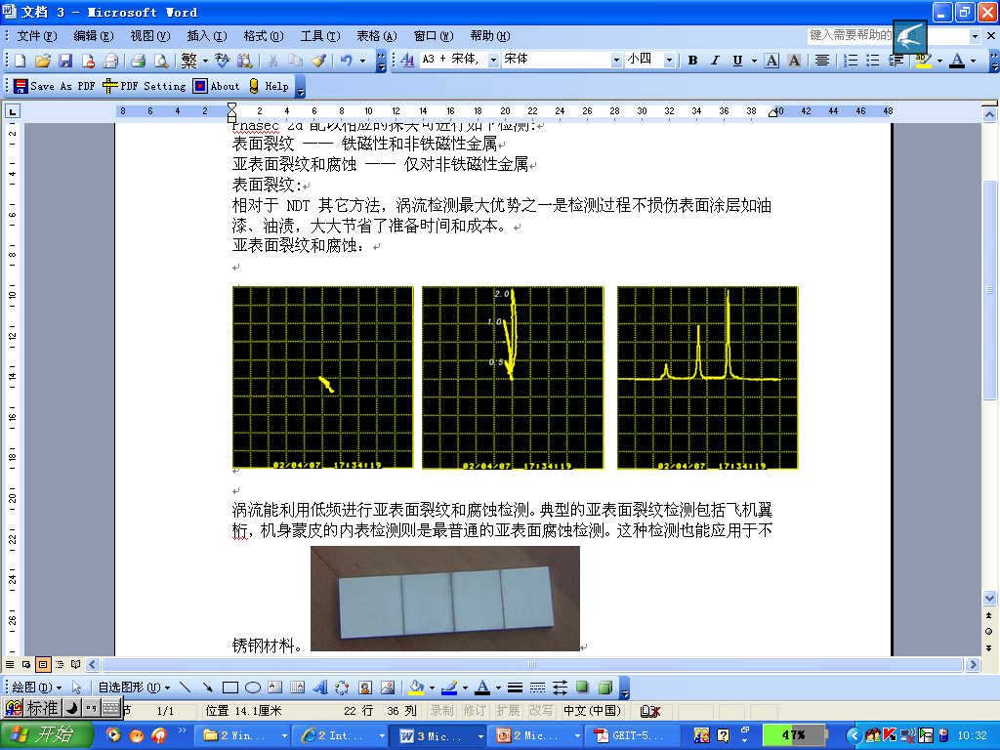 文档 3 - Microsoft Word
文件(F) 编辑(E) 视图(V) 插入(I) 格式(O) 工具(T) 表格(A) 窗口(W) 帮助(H) 键入需要帮助的
繁 A3 + 宋体, 宋体 小四 B I U A A A
Save As PDF PDF Setting About Help
8 6 4 2 2 4 6 8 10 12 14 16 18 20 22 24 26 28 30 32 34 36 38 40 42 44 46 48
2 2 4 6 8 10 12 14 16 18 20 22 24 26
Phasec 2d 配以相应的探头可进行如下检测:
表面裂纹 —— 铁磁性和非铁磁性金属
亚表面裂纹和腐蚀 —— 仅对非铁磁性金属
表面裂纹:
相对于 NDT 其它方法，涡流检测最大优势之一是检测过程不损伤表面涂层如油
漆、油渍，大大节省了准备时间和成本。
亚表面裂纹和腐蚀：
2.0
1.0
0.5
02/04/07 17:34:19 02/04/07 17:34:19 02/04/07 17:34:19
涡流能利用低频进行亚表面裂纹和腐蚀检测。典型的亚表面裂纹检测包括飞机翼
桁，机身蒙皮的内表检测则是最普通的亚表面腐蚀检测。这种检测也能应用于不
锈钢材料。
绘图(D) 自选图形(U) A
标准 节 1/1 位置 14.1厘米 22 行 36 列 录制 修订 扩展 改写 中文(中国)
开始 2 Win... 2 Int... 3 Mic... 2 Mic... GEIT-5... 47% 10:32